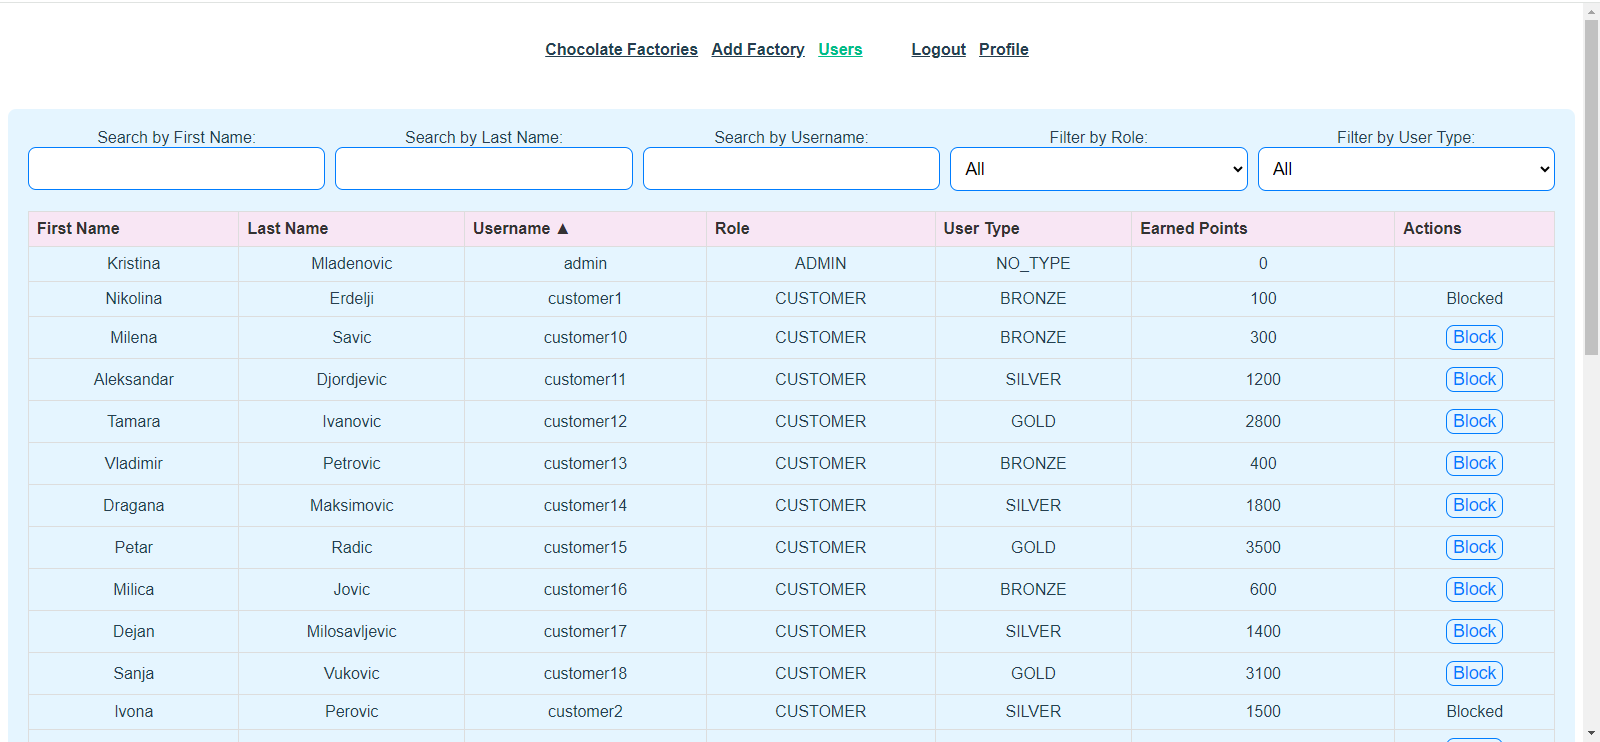 Chocolate Factories Add Factory Users Logout Profile
Search by First Name: Search by Last Name: Search by Username: Filter by Role: Filter by User Type:
All All
First Name Last Name Username ▲ Role User Type Earned Points Actions
Kristina Mladenovic admin ADMIN NO_TYPE 0
Nikolina Erdelji customer1 CUSTOMER BRONZE 100 Blocked
Milena Savic customer10 CUSTOMER BRONZE 300 Block
Aleksandar Djordjevic customer11 CUSTOMER SILVER 1200 Block
Tamara Ivanovic customer12 CUSTOMER GOLD 2800 Block
Vladimir Petrovic customer13 CUSTOMER BRONZE 400 Block
Dragana Maksimovic customer14 CUSTOMER SILVER 1800 Block
Petar Radic customer15 CUSTOMER GOLD 3500 Block
Milica Jovic customer16 CUSTOMER BRONZE 600 Block
Dejan Milosavljevic customer17 CUSTOMER SILVER 1400 Block
Sanja Vukovic customer18 CUSTOMER GOLD 3100 Block
Ivona Perovic customer2 CUSTOMER SILVER 1500 Blocked